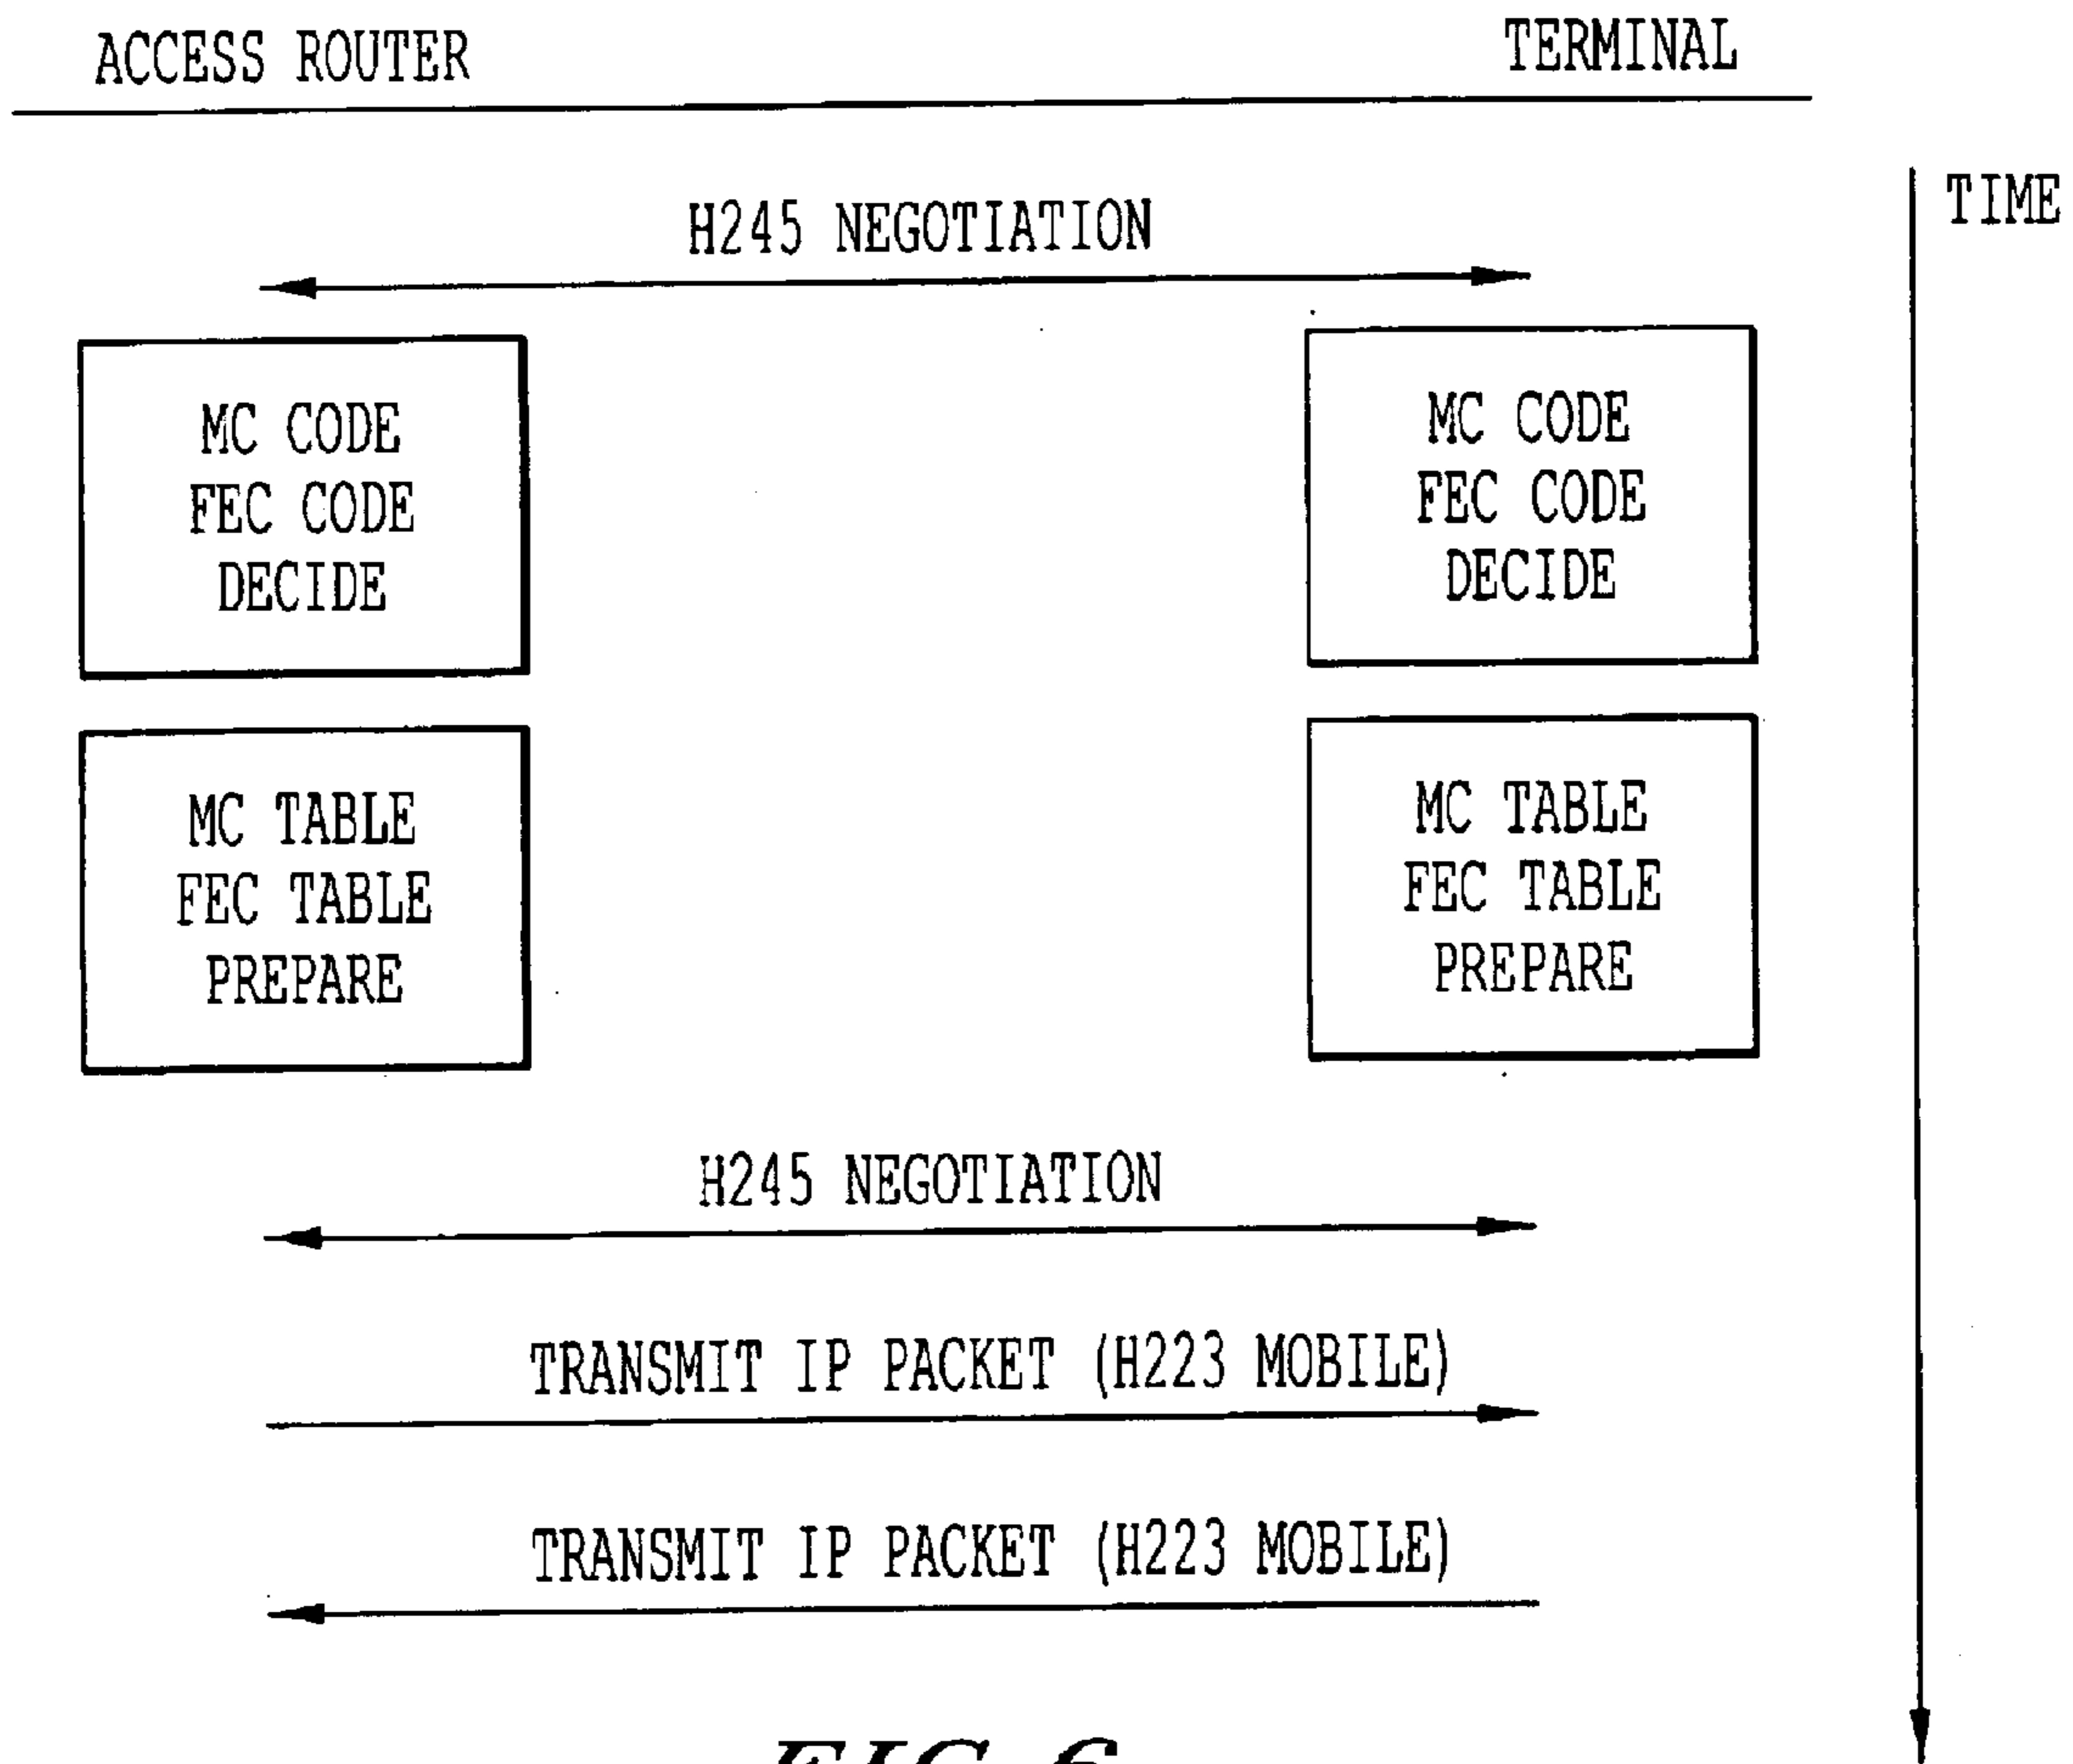 ACCESS ROUTER
TERMINAL
TIME
H245 NEGOTIATION
MC CODE
FEC CODE
DECIDE
MC CODE
FEC CODE
DECIDE
MC TABLE
FEC TABLE
PREPARE
MC TABLE
FEC TABLE
PREPARE
H245 NEGOTIATION
TRANSMIT IP PACKET (H223 MOBILE)
TRANSMIT IP PACKET (H223 MOBILE)
FIG. 6